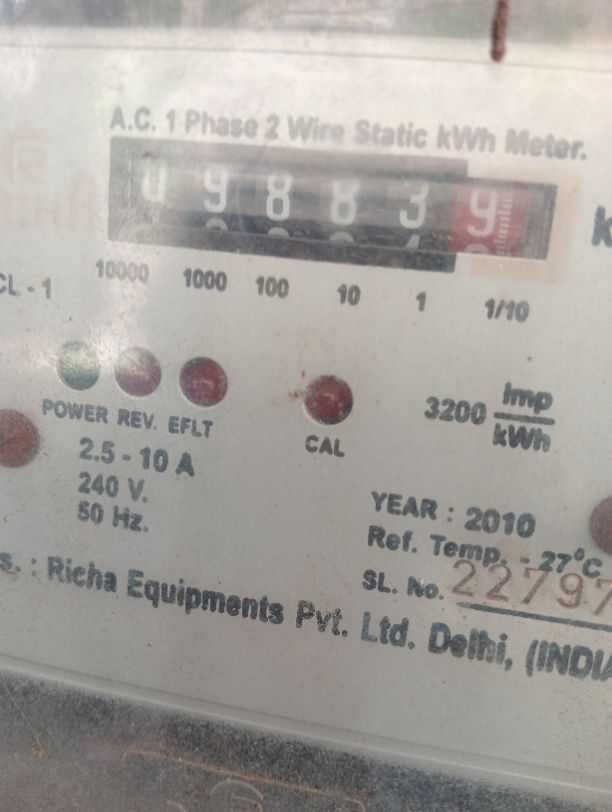 A.C. 1 Phase 2 Wire Static kWh Meter.
0 9 8 8 3 9
CL - 1
10000 1000 100 10 1 1/10
POWER REV. EFLT
CAL
3200 Imp/kWh
2.5 - 10 A
240 V.
50 Hz.
YEAR : 2010
Ref. Temp. - 27°C
SL. No. 22797
s. : Richa Equipments Pvt. Ltd. Delhi, (INDIA